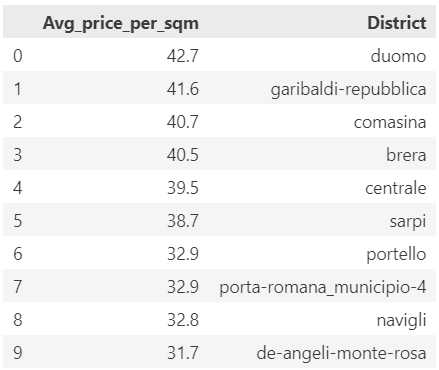 Avg_price_per_sqm District
0 42.7 duomo
1 41.6 garibaldi-repubblica
2 40.7 comasina
3 40.5 brera
4 39.5 centrale
5 38.7 sarpi
6 32.9 portello
7 32.9 porta-romana_municipio-4
8 32.8 navigli
9 31.7 de-angeli-monte-rosa